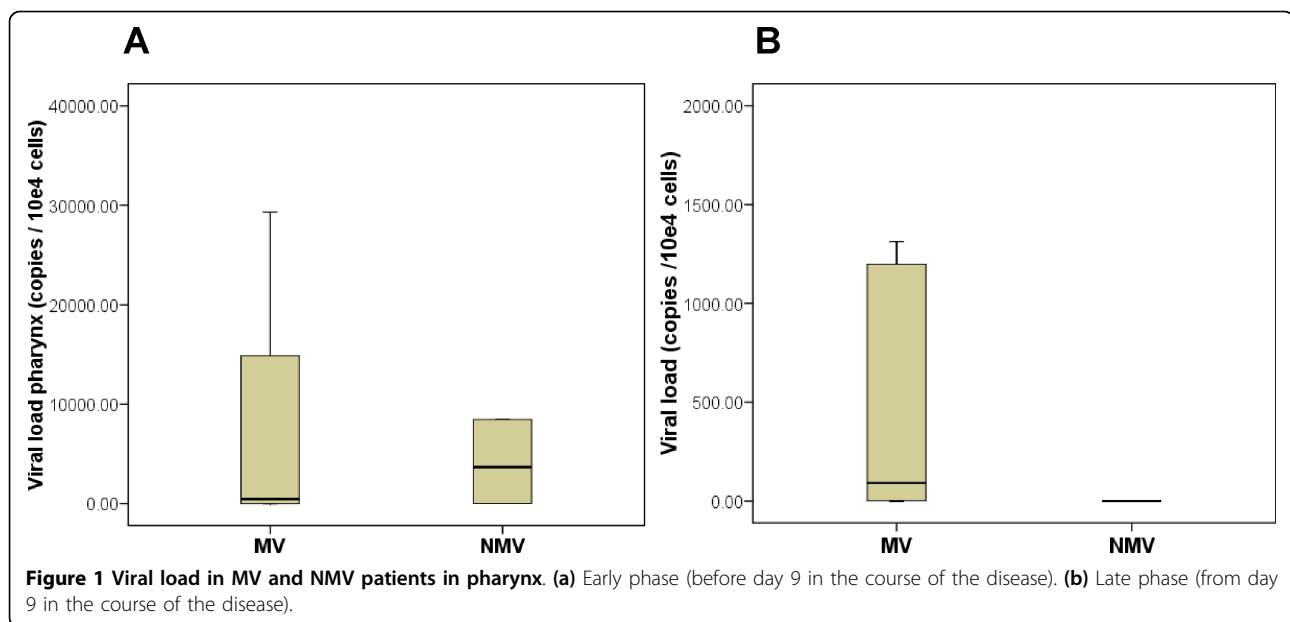 A
B
Viral load pharynx (copies / 10e4 cells)
40000.00
30000.00
20000.00
10000.00
0.00
MV
NMV
Viral load (copies /10e4 cells)
2000.00
1500.00
1000.00
500.00
0.00
MV
NMV
Figure 1 Viral load in MV and NMV patients in pharynx. (a) Early phase (before day 9 in the course of the disease). (b) Late phase (from day
9 in the course of the disease).